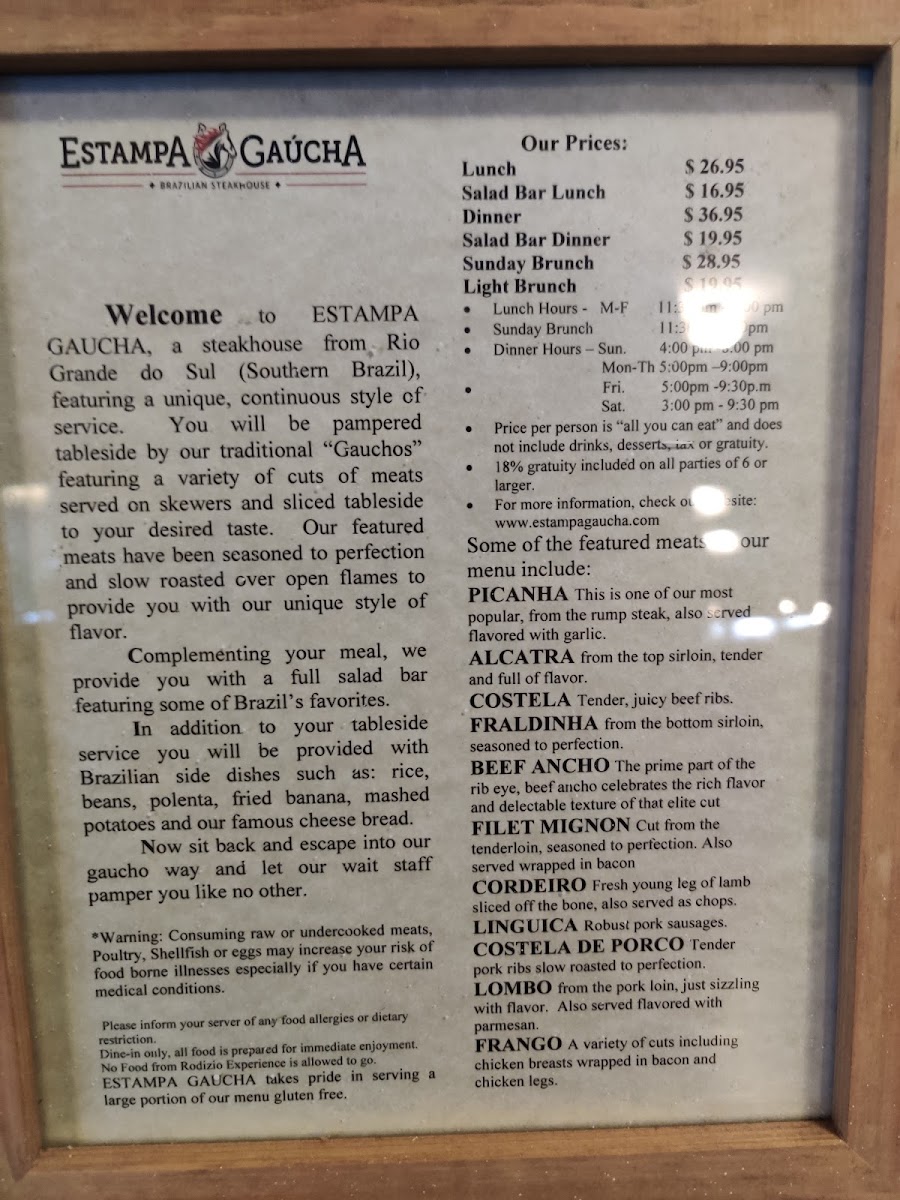 ESTAMPA GAÚCHA
BRAZILIAN STEAKHOUSE
Welcome to ESTAMPA
GAUCHA, a steakhouse from Rio
Grande do Sul (Southern Brazil),
featuring a unique, continuous style of
service. You will be pampered
tableside by our traditional “Gauchos”
featuring a variety of cuts of meats
served on skewers and sliced tableside
to your desired taste. Our featured
meats have been seasoned to perfection
and slow roasted over open flames to
provide you with our unique style of
flavor.
Complementing your meal, we
provide you with a full salad bar
featuring some of Brazil’s favorites.
In addition to your tableside
service you will be provided with
Brazilian side dishes such as: rice,
beans, polenta, fried banana, mashed
potatoes and our famous cheese bread.
Now sit back and escape into our
gaucho way and let our wait staff
pamper you like no other.
*Warning: Consuming raw or undercooked meats,
Poultry, Shellfish or eggs may increase your risk of
food borne illnesses especially if you have certain
medical conditions.
Please inform your server of any food allergies or dietary
restriction.
Dine-in only, all food is prepared for immediate enjoyment.
No Food from Rodizio Experience is allowed to go.
ESTAMPA GAUCHA takes pride in serving a
large portion of our menu gluten free.
Our Prices:
Lunch $ 26.95
Salad Bar Lunch $ 16.95
Dinner $ 36.95
Salad Bar Dinner $ 19.95
Sunday Brunch $ 28.95
Light Brunch $ 19.95
• Lunch Hours - M-F pm
• Sunday Brunch pm
• Dinner Hours – Sun. 4:00 pm pm
Mon-Th 5:00pm –9:00pm
• Fri. 5:00pm -9:30p.m
Sat. 3:00 pm - 9:30 pm
• Price per person is “all you can eat” and does
not include drinks, desserts, tax or gratuity.
• 18% gratuity included on all parties of 6 or
larger.
• For more information, check
www.estampagaucha.com
Some of the featured meats our
menu include:
PICANHA This is one of our most
popular, from the rump steak, also served
flavored with garlic.
ALCATRA from the top sirloin, tender
and full of flavor.
COSTELA Tender, juicy beef ribs.
FRALDINHA from the bottom sirloin,
seasoned to perfection.
BEEF ANCHO The prime part of the
rib eye, beef ancho celebrates the rich flavor
and delectable texture of that elite cut
FILET MIGNON Cut from the
tenderloin, seasoned to perfection. Also
served wrapped in bacon
CORDEIRO Fresh young leg of lamb
sliced off the bone, also served as chops.
LINGUICA Robust pork sausages.
COSTELA DE PORCO Tender
pork ribs slow roasted to perfection.
LOMBO from the pork loin, just sizzling
with flavor. Also served flavored with
parmesan.
FRANGO A variety of cuts including
chicken breasts wrapped in bacon and
chicken legs.